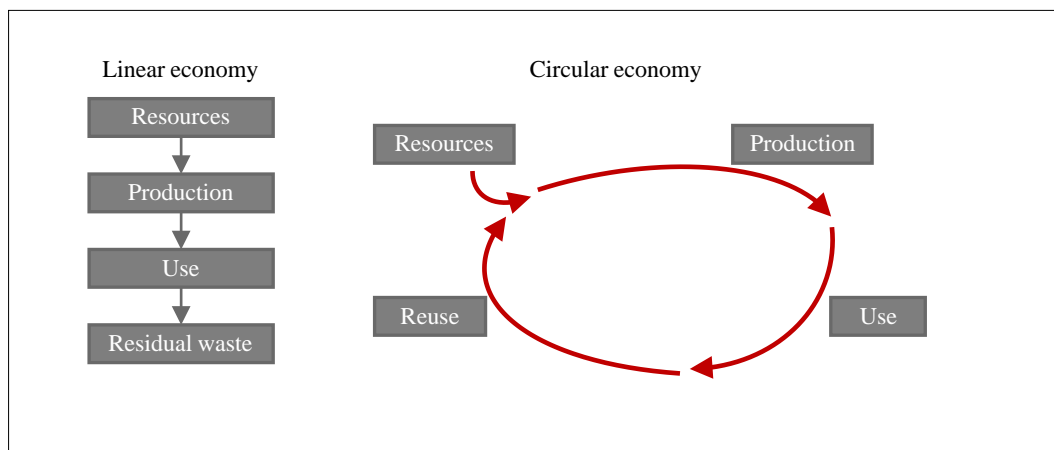 Linear economy
Resources
Production
Use
Residual waste
Circular economy
Resources
Production
Reuse
Use